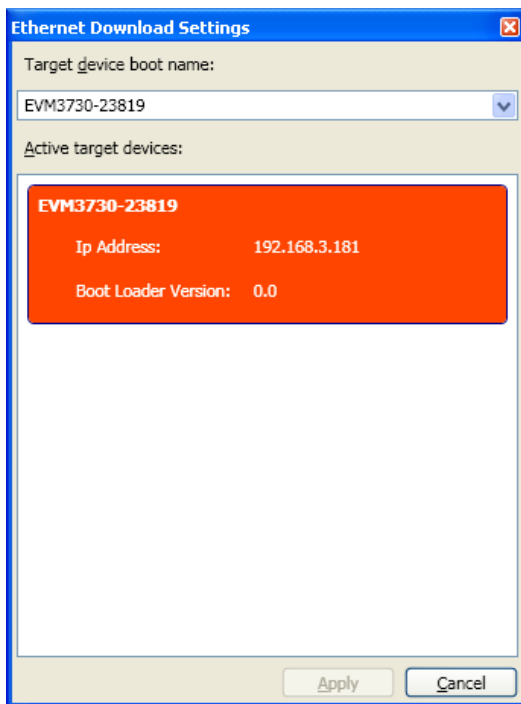 Ethernet Download Settings
Target device boot name:
EVM3730-23819
Active target devices:
EVM3730-23819
Ip Address: 192.168.3.181
Boot Loader Version: 0.0
Apply Cancel